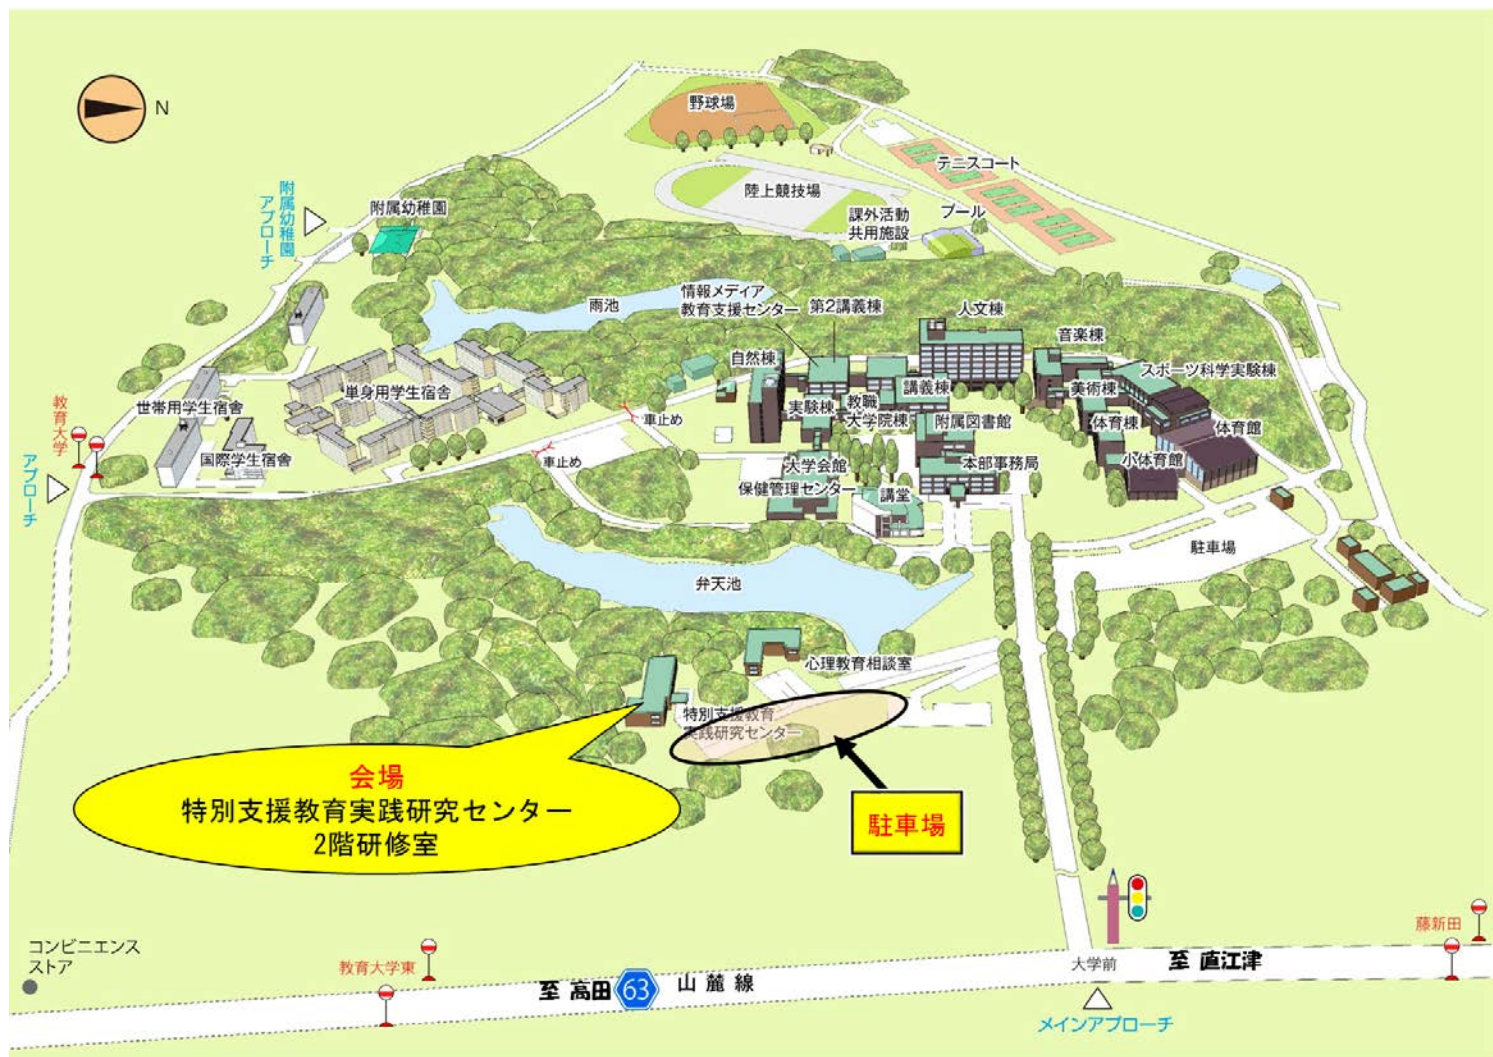 N
野球場
テニスコート
陸上競技場
附属幼稚園
アプローチ
附属幼稚園
課外活動
共用施設
プール
雨池
情報メディア
教育支援センター
第2講義棟
人文棟
音楽棟
自然棟
スポーツ科学実験棟
単身用学生宿舎
講義棟
美術棟
世帯用学生宿舎
実験棟
教職
大学院棟
車止め
附属図書館
体育棟
体育館
教育大学
国際学生宿舎
車止め
大学会館
本部事務局
小体育館
アプローチ
保健管理センター
講堂
駐車場
弁天池
心理教育相談室
特別支援教育
実践研究センター
会場
特別支援教育実践研究センター
2階研修室
駐車場
コンビニエンス
ストア
教育大学東
至 高田
63
山麓線
大学前
至 直江津
藤新田
メインアプローチ